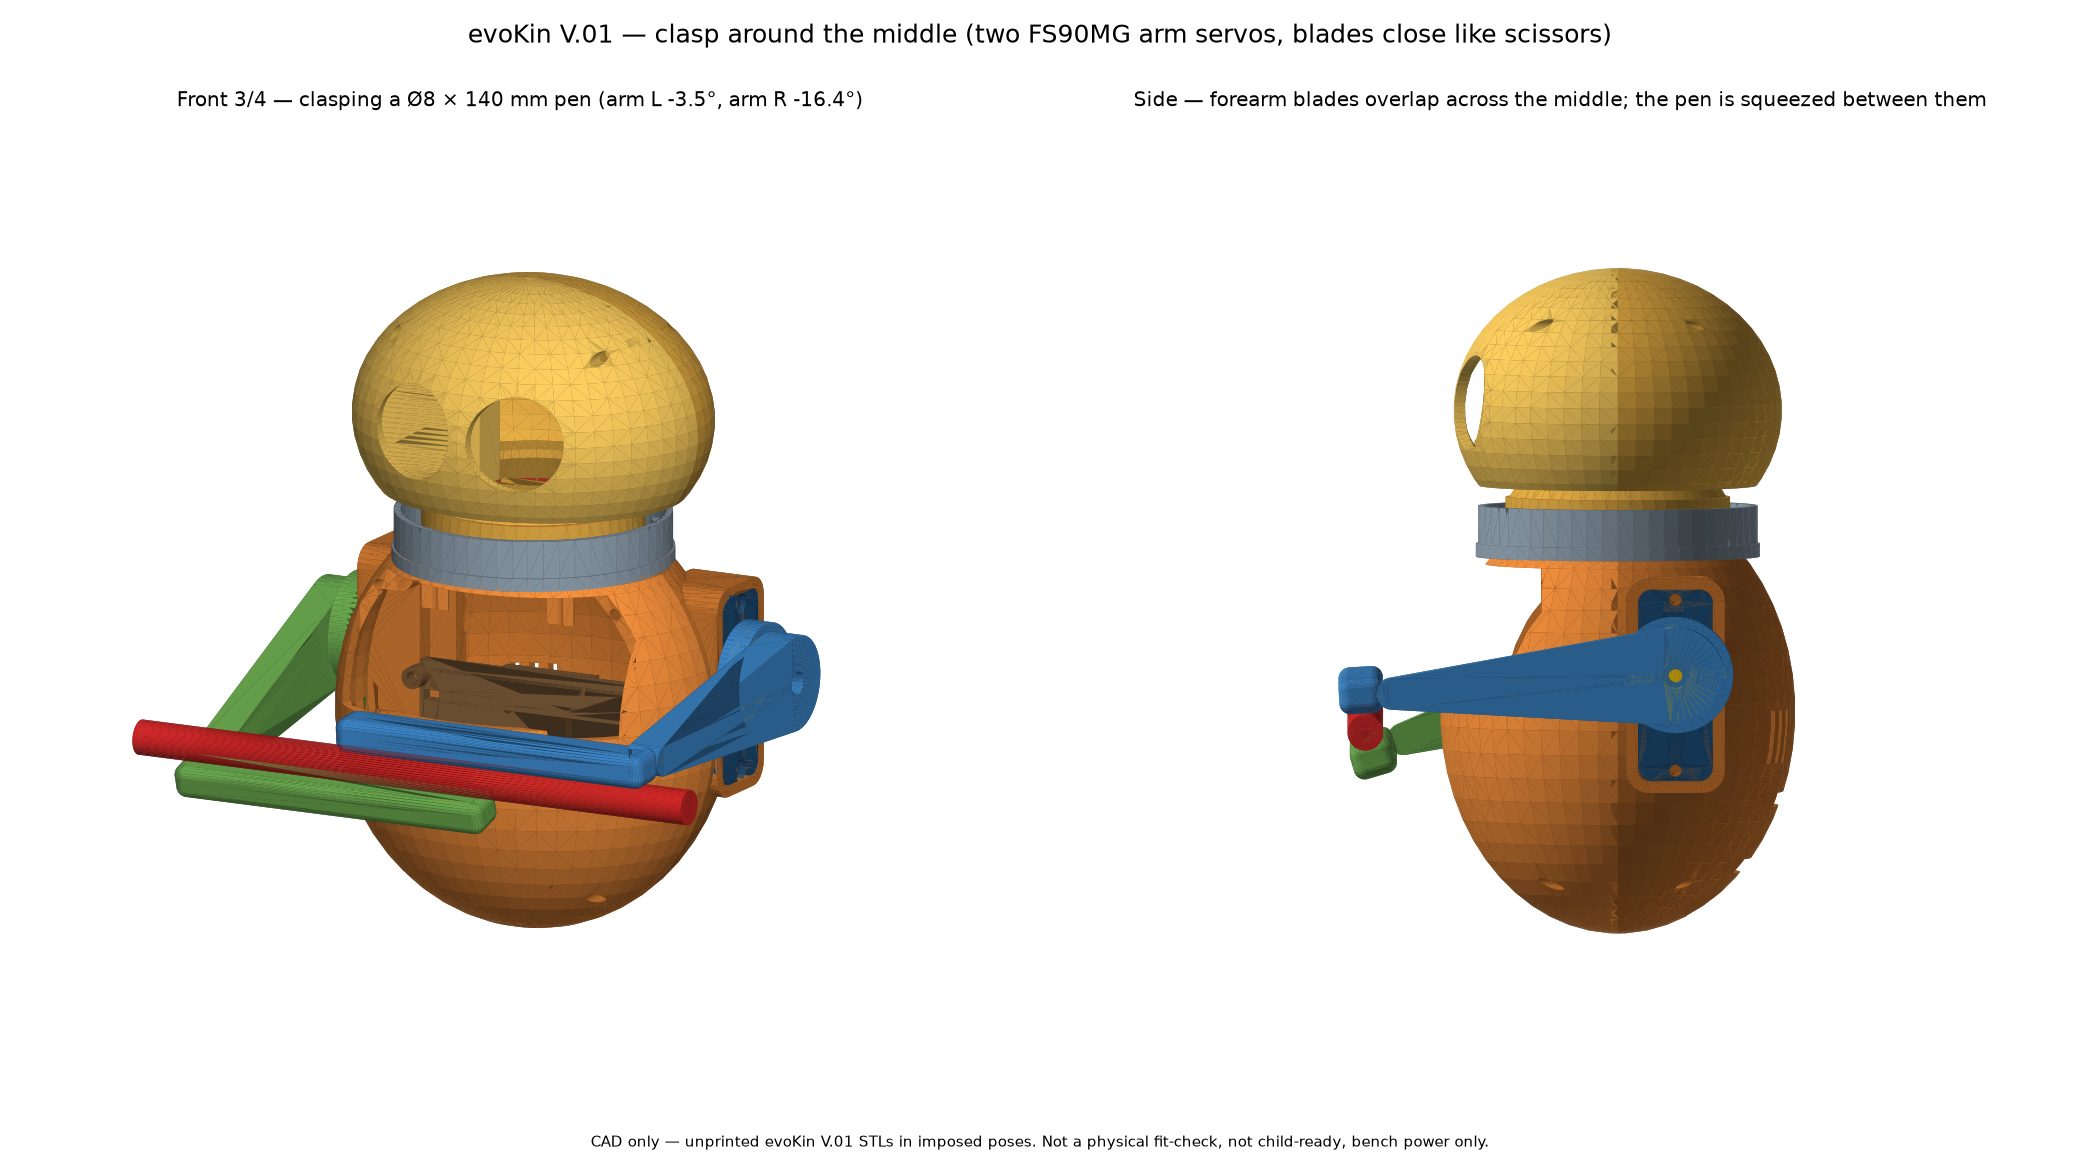 evoKin V.01 — clasp around the middle (two FS90MG arm servos, blades close like scissors)
Front 3/4 — clasping a Ø8 × 140 mm pen (arm L -3.5°, arm R -16.4°)
Side — forearm blades overlap across the middle; the pen is squeezed between them
CAD only — unprinted evoKin V.01 STLs in imposed poses. Not a physical fit-check, not child-ready, bench power only.